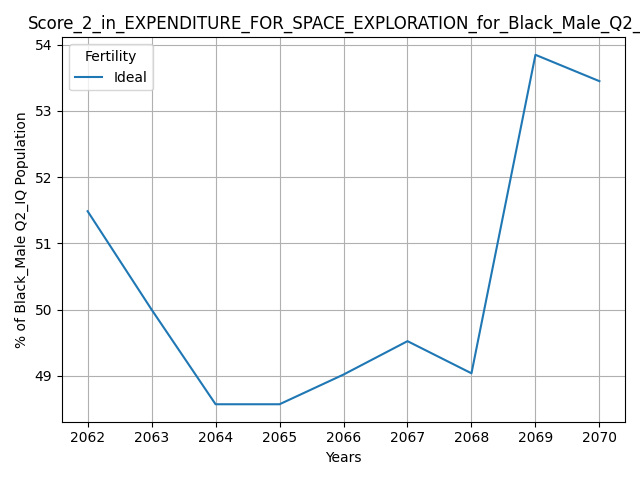 Score_2_in_EXPENDITURE_FOR_SPACE_EXPLORATION_for_Black_Male_Q2_
Fertility
Ideal
% of Black_Male Q2_IQ Population
54
53
52
51
50
49
2062 2063 2064 2065 2066 2067 2068 2069 2070
Years